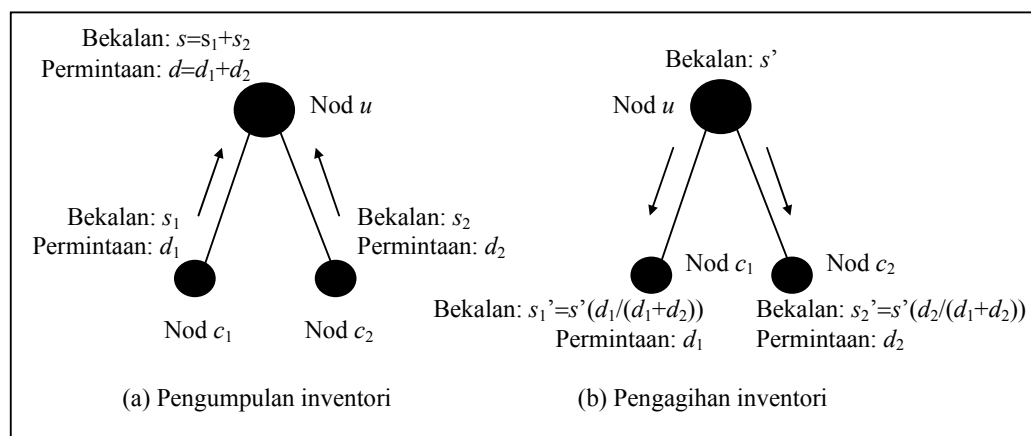 Bekalan: s=s₁+s₂
Permintaan: d=d₁+d₂
Nod u
Bekalan: s₁
Permintaan: d₁
Bekalan: s₂
Permintaan: d₂
Nod c₁
Nod c₂
(a) Pengumpulan inventori
Bekalan: s’
Nod u
Nod c₁
Nod c₂
Bekalan: s₁’=s’(d₁/(d₁+d₂))
Permintaan: d₁
Bekalan: s₂’=s’(d₂/(d₁+d₂))
Permintaan: d₂
(b) Pengagihan inventori